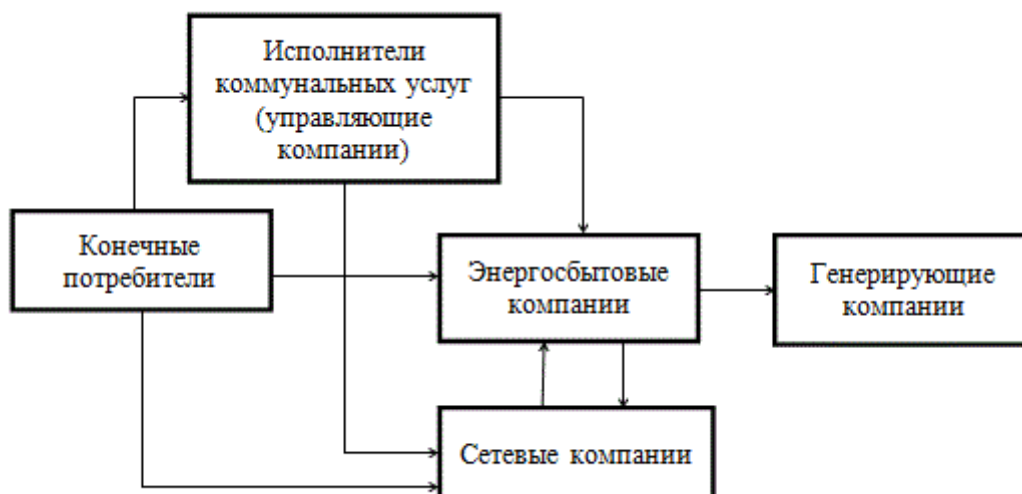 Исполнители
коммунальных услуг
(управляющие
компании)
Конечные
потребители
Энергосбытовые
компании
Генерирующие
компании
Сетевые компании